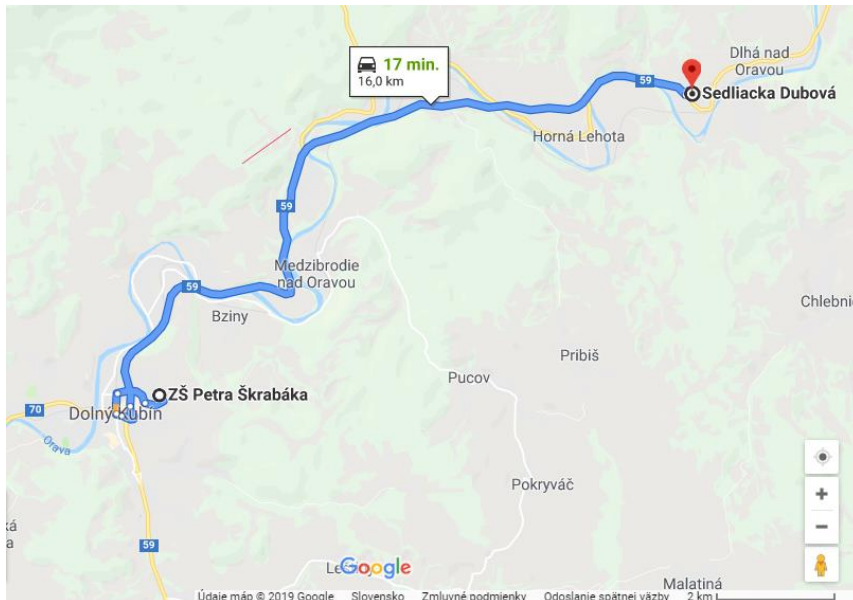 17 min.
16,0 km
Dlhá nad
Oravou
59
Sedliacka Dubová
Horná Lehota
59
Medzibrodie
nad Oravou
59
Bziny
Chlebni
Pribiš
Pucov
ZŠ Petra Škrabáka
70
Dolný Kubín
Orava
Pokryváč
ká
a
59
Google
Malatiná
Údaje máp © 2019 Google Slovensko Zmluvné podmienky Odoslanie spätnej väzby 2 km